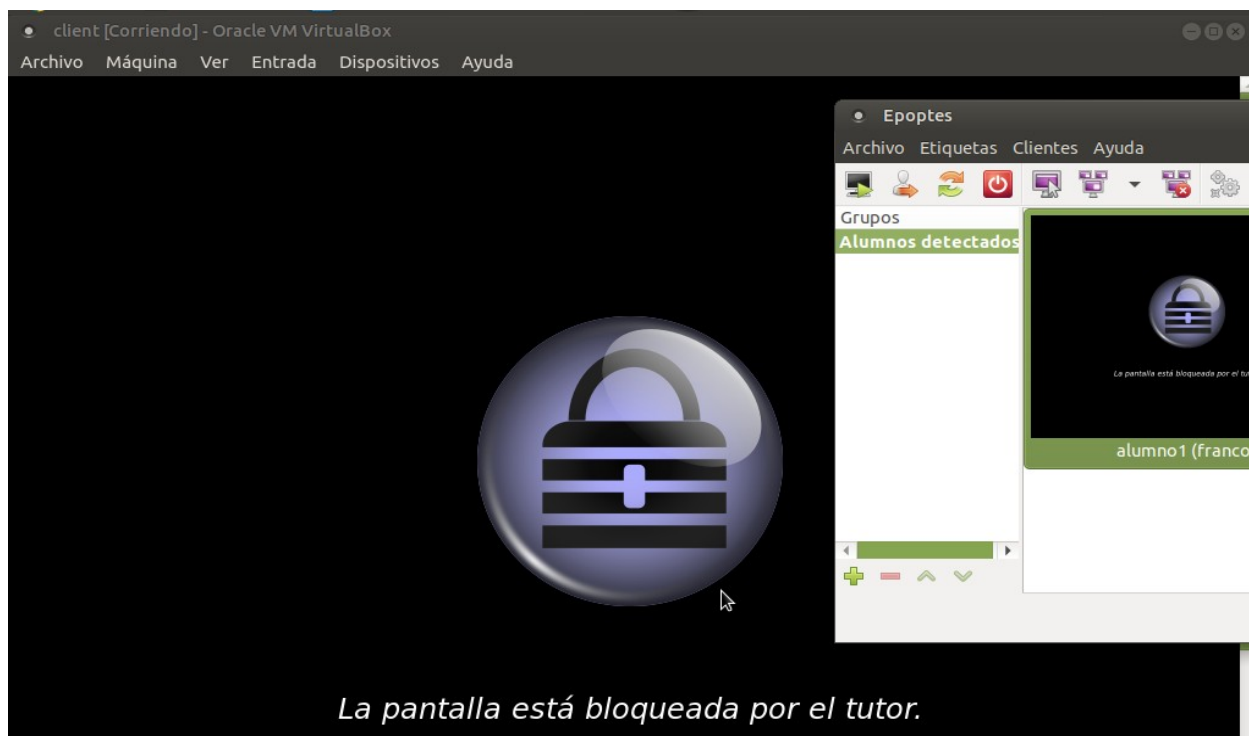 client [Corriendo] - Oracle VM VirtualBox
Archivo Máquina Ver Entrada Dispositivos Ayuda
Epoptes
Archivo Etiquetas Clientes Ayuda
Grupos
Alumnos detectados
La pantalla está bloqueada por el tu
alumno1 (franco
La pantalla está bloqueada por el tutor.